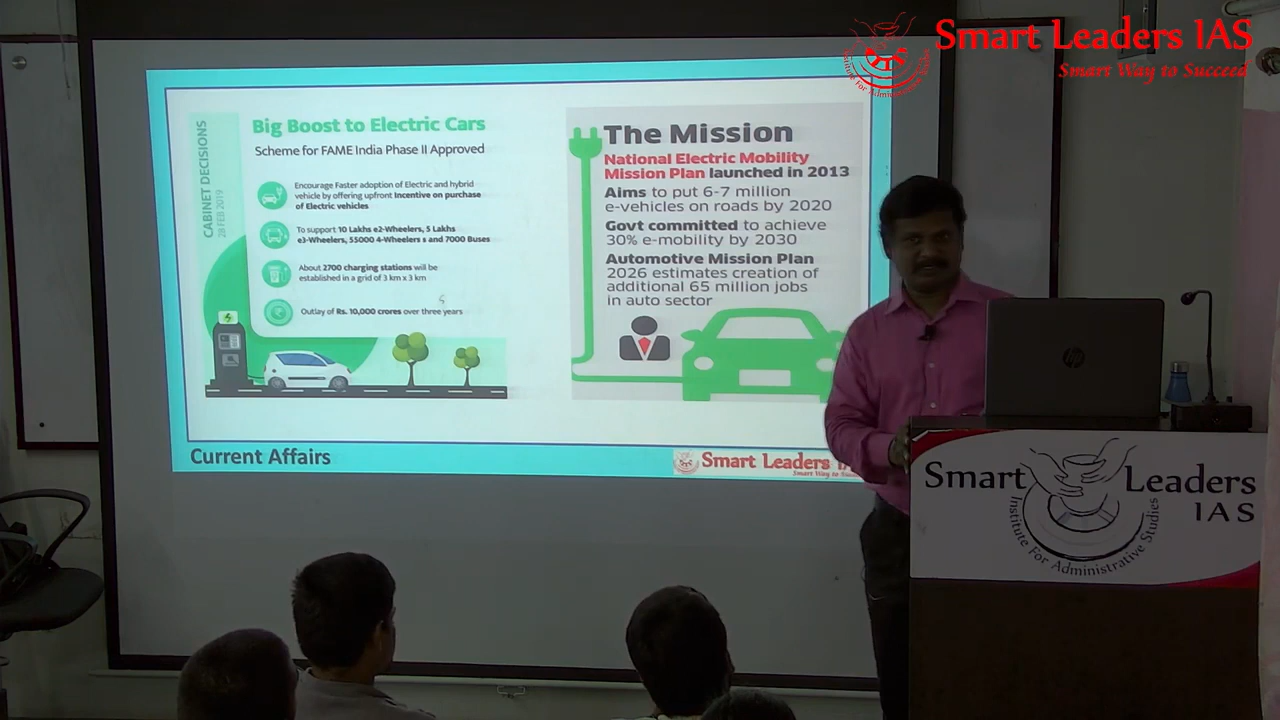 Smart Leaders IAS
Smart Way to Succeed
CABINET DECISIONS
28 FEB 2019
Big Boost to Electric Cars
Scheme for FAME India Phase II Approved
Encourage Faster adoption of Electric and hybrid
vehicle by offering upfront Incentive on purchase
of Electric vehicles
To support 10 Lakhs e2-Wheelers, 5 Lakhs
e3-Wheelers, 55000 4-Wheeler s and 7000 Buses
About 2700 charging stations will be
established in a grid of 3 km x 3 km
Outlay of Rs. 10,000 crores over three years
The Mission
National Electric Mobility
Mission Plan launched in 2013
Aims to put 6-7 million
e-vehicles on roads by 2020
Govt committed to achieve
30% e-mobility by 2030
Automotive Mission Plan
2026 estimates creation of
additional 65 million jobs
in auto sector
Current Affairs
Smart Leaders
Smart Way to
hp
Smart Leaders
IAS
Institute For Administrative Studies